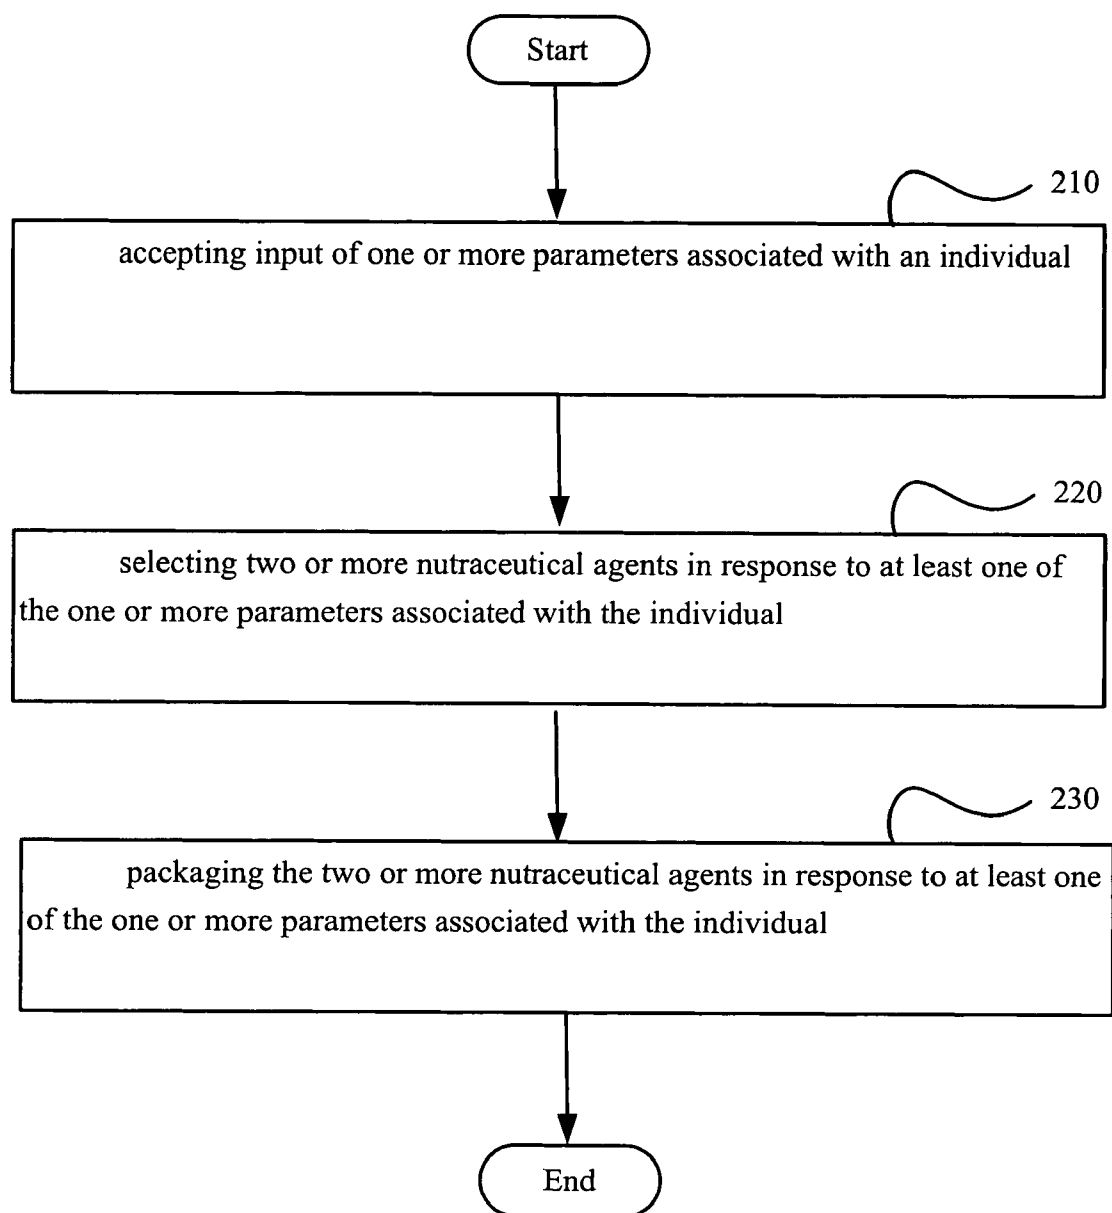 Start
210
accepting input of one or more parameters associated with an individual
220
selecting two or more nutraceutical agents in response to at least one of
the one or more parameters associated with the individual
230
packaging the two or more nutraceutical agents in response to at least one
of the one or more parameters associated with the individual
End